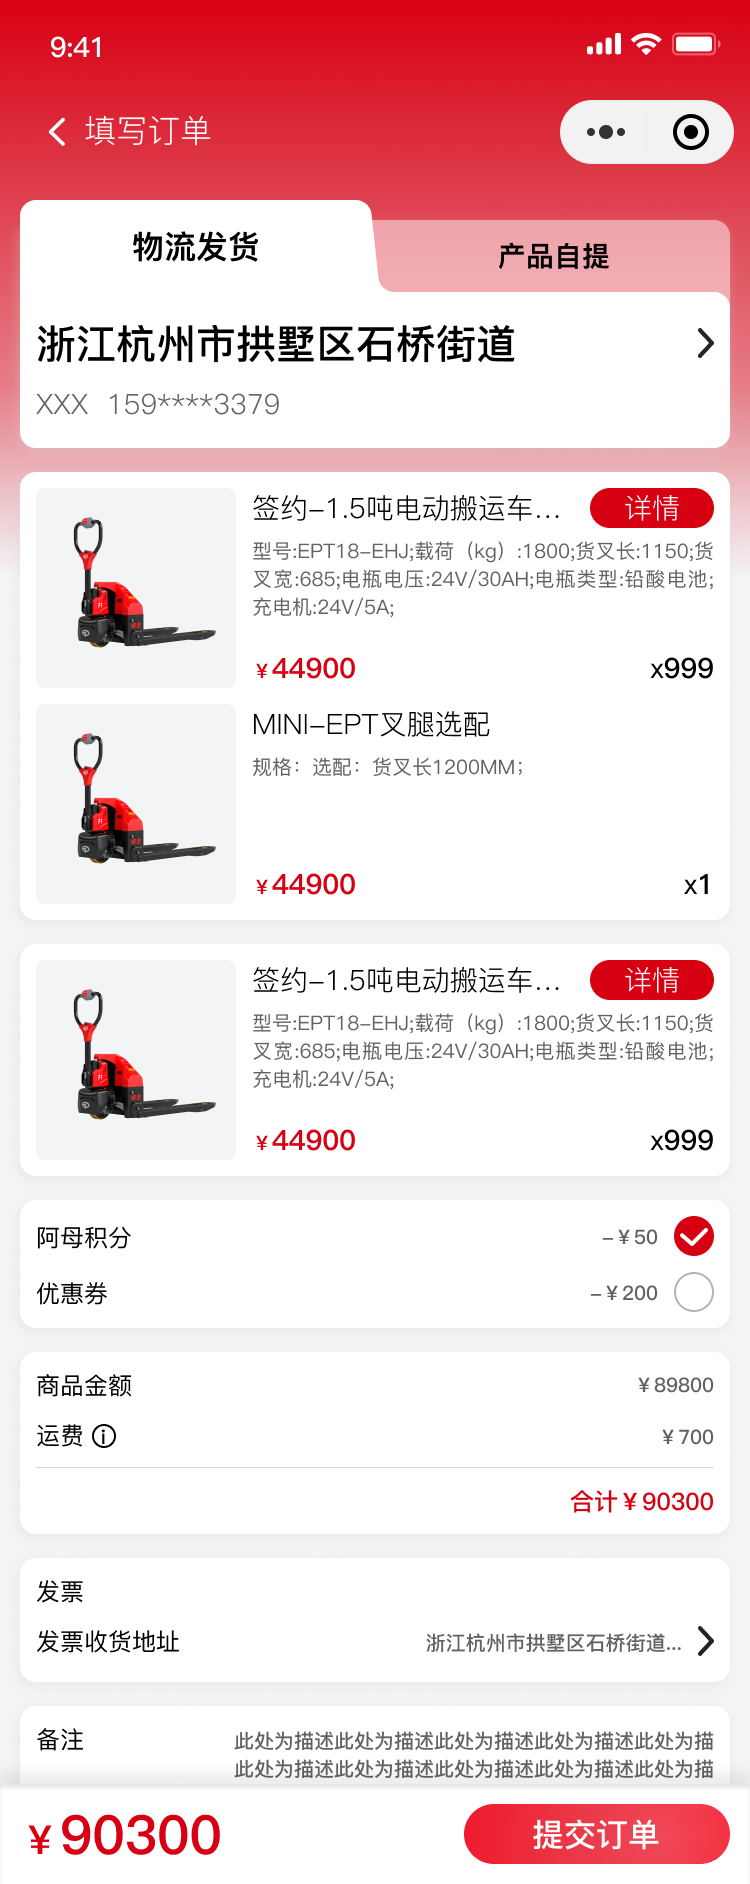 9:41
填写订单
物流发货
产品自提
浙江杭州市拱墅区石桥街道
XXX 159****3379
签约-1.5吨电动搬运车...
详情
型号:EPT18-EHJ;载荷（kg）:1800;货叉长:1150;货
叉宽:685;电瓶电压:24V/30AH;电瓶类型:铅酸电池;
充电机:24V/5A;
¥44900
x999
MINI-EPT叉腿选配
规格：选配：货叉长1200MM；
¥44900
x1
签约-1.5吨电动搬运车...
详情
型号:EPT18-EHJ;载荷（kg）:1800;货叉长:1150;货
叉宽:685;电瓶电压:24V/30AH;电瓶类型:铅酸电池;
充电机:24V/5A;
¥44900
x999
阿母积分
-¥50
优惠券
-¥200
商品金额
¥89800
运费
¥700
合计¥90300
发票
发票收货地址
浙江杭州市拱墅区石桥街道...
备注
此处为描述此处为描述此处为描述此处为描述此处为描
此处为描述此处为描述此处为描述此处为描述此处为描
¥90300
提交订单